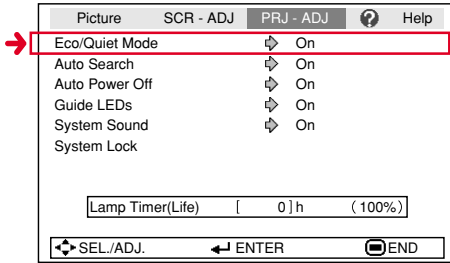 Picture SCR - ADJ PRJ - ADJ ? Help
Eco/Quiet Mode On
Auto Search On
Auto Power Off On
Guide LEDs On
System Sound On
System Lock
Lamp Timer(Life) [ 0 ] h (100%)
SEL./ADJ. ENTER END